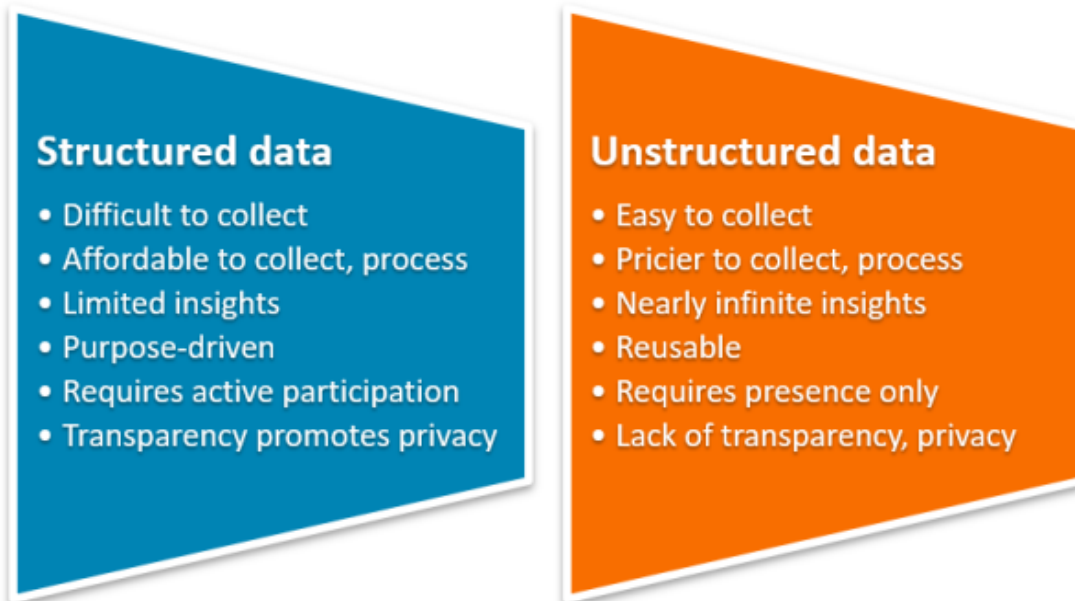 Structured data
• Difficult to collect
• Affordable to collect, process
• Limited insights
• Purpose-driven
• Requires active participation
• Transparency promotes privacy
Unstructured data
• Easy to collect
• Pricier to collect, process
• Nearly infinite insights
• Reusable
• Requires presence only
• Lack of transparency, privacy